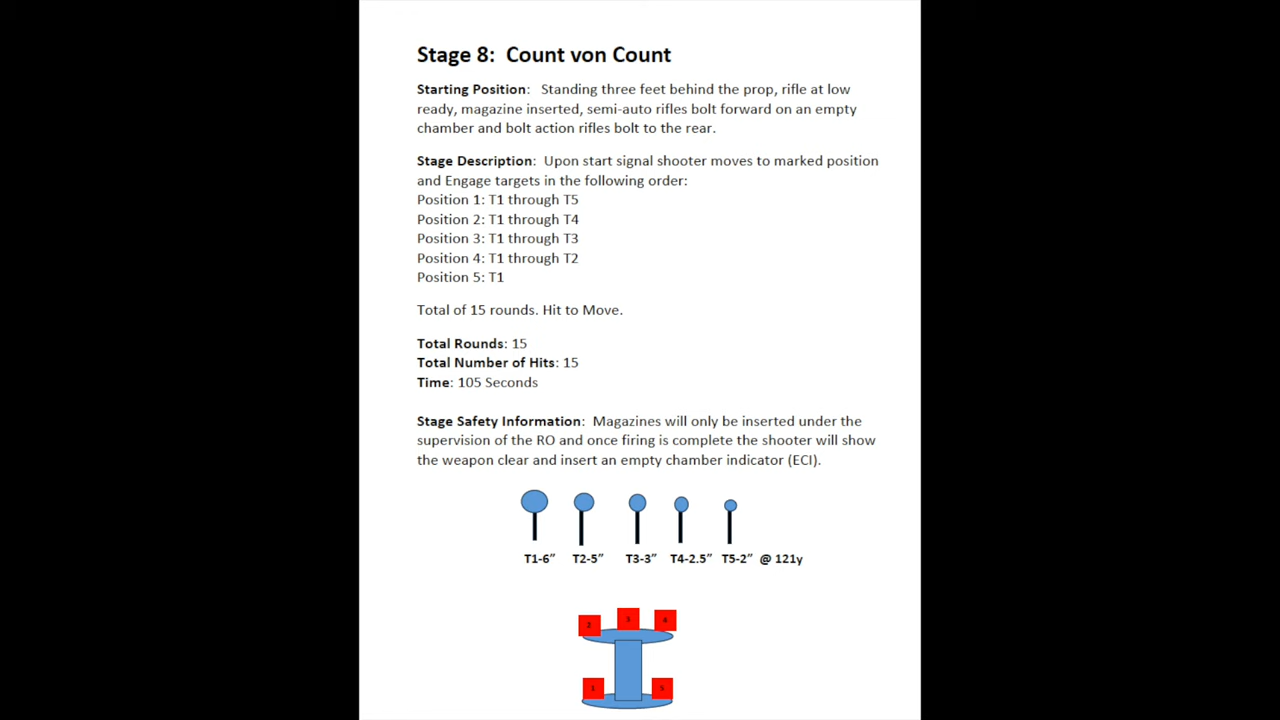 Stage 8:  Count von Count
Starting Position:   Standing three feet behind the prop, rifle at low
ready, magazine inserted, semi-auto rifles bolt forward on an empty
chamber and bolt action rifles bolt to the rear.
Stage Description:  Upon start signal shooter moves to marked position
and Engage targets in the following order:
Position 1: T1 through T5
Position 2: T1 through T4
Position 3: T1 through T3
Position 4: T1 through T2
Position 5: T1
Total of 15 rounds. Hit to Move.
Total Rounds: 15
Total Number of Hits: 15
Time: 105 Seconds
Stage Safety Information:  Magazines will only be inserted under the
supervision of the RO and once firing is complete the shooter will show
the weapon clear and insert an empty chamber indicator (ECI).
T1-6” T2-5” T3-3” T4-2.5” T5-2” @ 121y
2 3 4
1 5